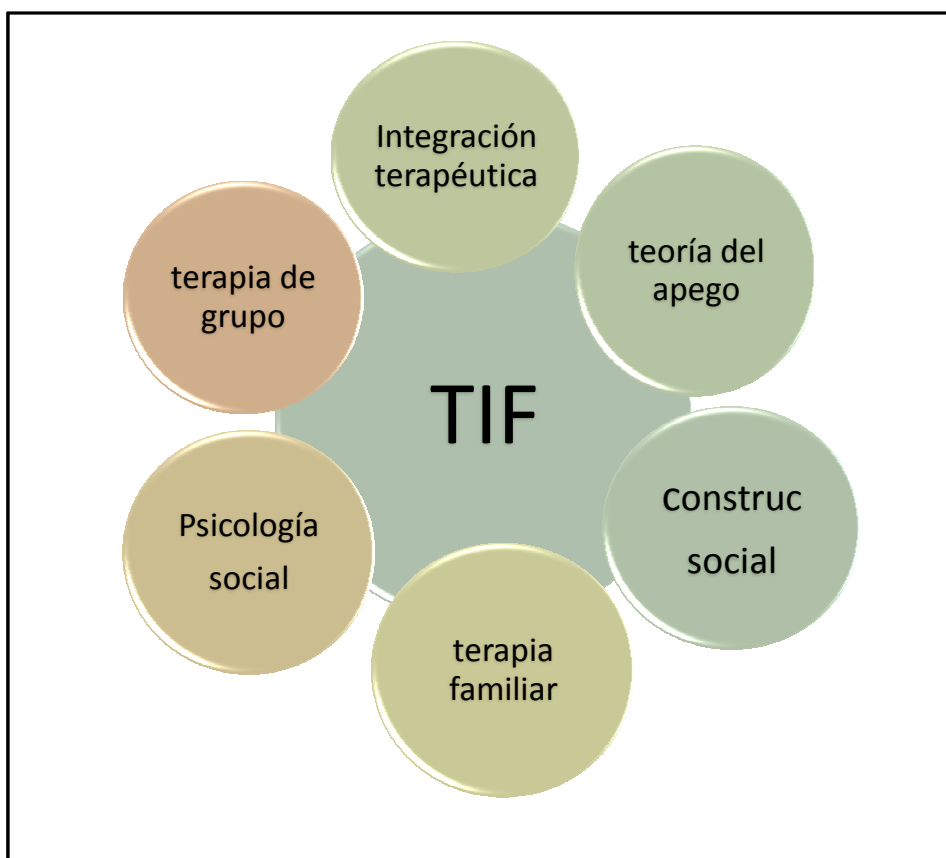 Integración
terapéutica
teoría del
apego
construc
social
terapia
familiar
Psicología
social
terapia de
grupo
TIF